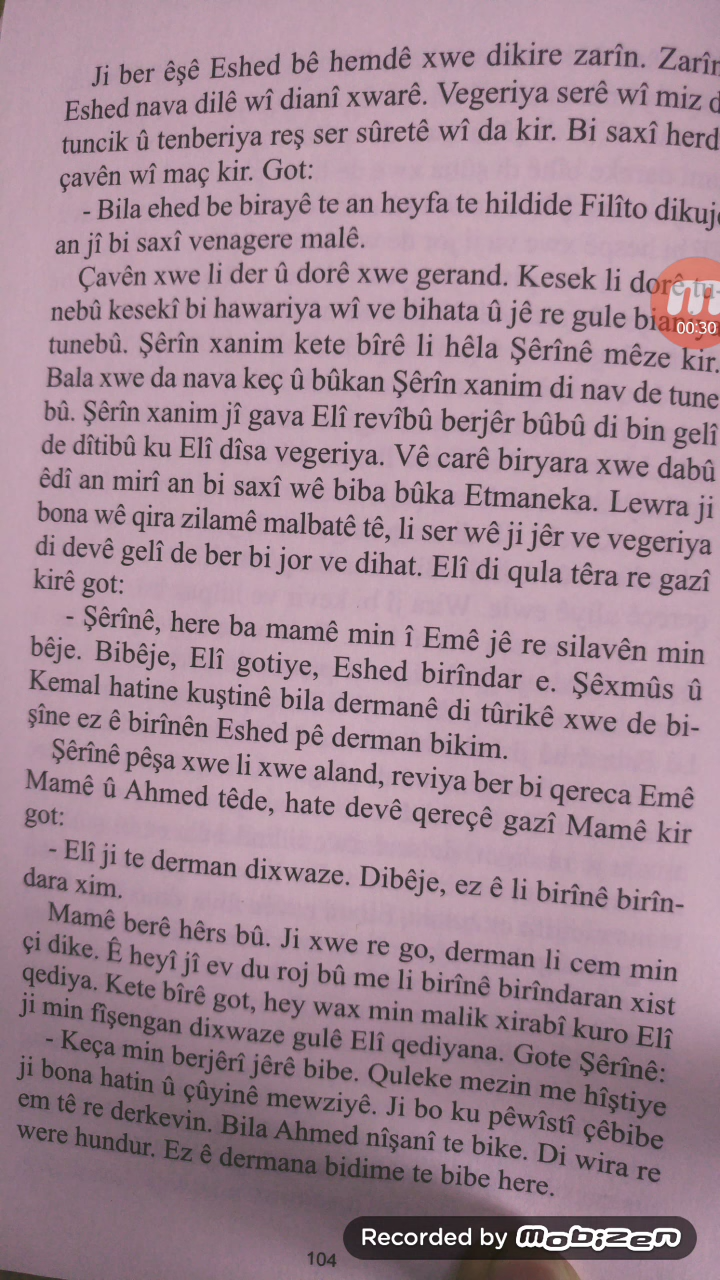 Ji ber êşê Eshed bê hemdê xwe dikire zarîn. Zarîn
Eshed nava dilê wî dianî xwarê. Vegeriya serê wî miz d
tuncik û tenberiya reş ser sûretê wî da kir. Bi saxî herd
çavên wî maç kir. Got:
- Bila ehed be birayê te an heyfa te hildide Filîto dikuje
an jî bi saxî venagere malê.
Çavên xwe li der û dorê xwe gerand. Kesek li dorê tu-
nebû kesekî bi hawariya wî ve bihata û jê re gule
tunebû. Şêrîn xanim kete bîrê li hêla Şêrînê mêze kir.
Bala xwe da nava keç û bûkan Şêrîn xanim di nav de tune
bû. Şêrîn xanim jî gava Elî revîbû berjêr bûbû di bin gelî
de dîtibû ku Elî dîsa vegeriya. Vê carê biryara xwe dabû
êdî an mirî an bi saxî wê biba bûka Etmaneka. Lewra ji
bona wê qira zilamê malbatê tê, li ser wê ji jêr ve vegeriya
di devê gelî de ber bi jor ve dihat. Elî di qula têra re gazî
kirê got:
- Şêrînê, here ba mamê min î Emê jê re silavên min
bêje. Bibêje, Elî gotiye, Eshed birîndar e. Şêxmûs û
Kemal hatine kuştinê bila dermanê di tûrikê xwe de bi-
şîne ez ê birînên Eshed pê derman bikim.
Şêrînê pêşa xwe li xwe aland, reviya ber bi qereca Emê
Mamê û Ahmed têde, hate devê qereçê gazî Mamê kir
got:
- Elî ji te derman dixwaze. Dibêje, ez ê li birînê birîn-
dara xim.
Mamê berê hêrs bû. Ji xwe re go, derman li cem min
çi dike. Ê heyî jî ev du roj bû me li birînê birîndaran xist
qediya. Kete bîrê got, hey wax min malik xirabî kuro Elî
ji min fîşengan dixwaze gulê Elî qediyana. Gote Şêrînê:
- Keça min berjêrî jêrê bibe. Quleke mezin me hîştiye
ji bona hatin û çûyinê mewziyê. Ji bo ku pêwîstî çêbibe
em tê re derkevin. Bila Ahmed nîşanî te bike. Di wira re
were hundur. Ez ê dermana bidime te bibe here.
104
00:30
Recorded by mobizen